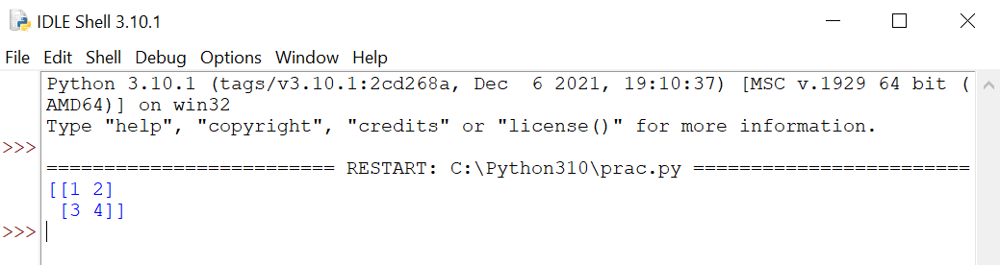 IDLE Shell 3.10.1
File Edit Shell Debug Options Window Help
Python 3.10.1 (tags/v3.10.1:2cd268a, Dec  6 2021, 19:10:37) [MSC v.1929 64 bit (
AMD64)] on win32
Type "help", "copyright", "credits" or "license()" for more information.
>>>
========================= RESTART: C:\Python310\prac.py ========================
[[1 2]
 [3 4]]
>>>